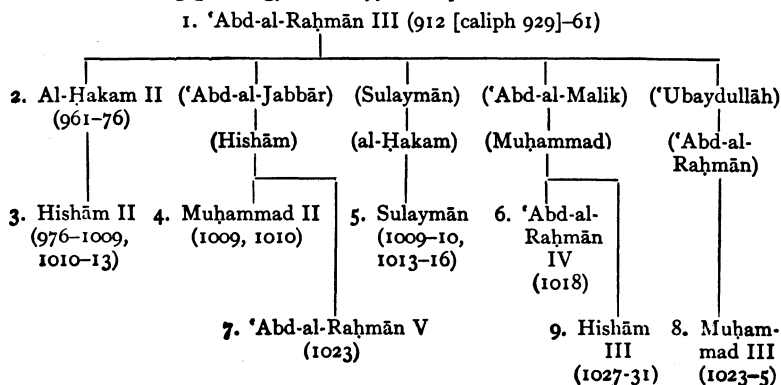 1. ‘Abd-al-Raḥmān III (912 [caliph 929]–61)
2. Al-Ḥakam II (‘Abd-al-Jabbār) (Sulaymān) (‘Abd-al-Malik) (‘Ubaydullāh)
(961–76)
(Hishām) (al-Ḥakam) (Muḥammad) (‘Abd-al-
Raḥmān)
3. Hishām II 4. Muḥammad II 5. Sulaymān 6. ‘Abd-al-
(976–1009, (1009, 1010) (1009–10, Raḥmān
1010–13) 1013–16) IV
(1018)
7. ‘Abd-al-Raḥmān V 9. Hishām 8. Muḥam-
(1023) III mad III
(1027-31) (1023–5)